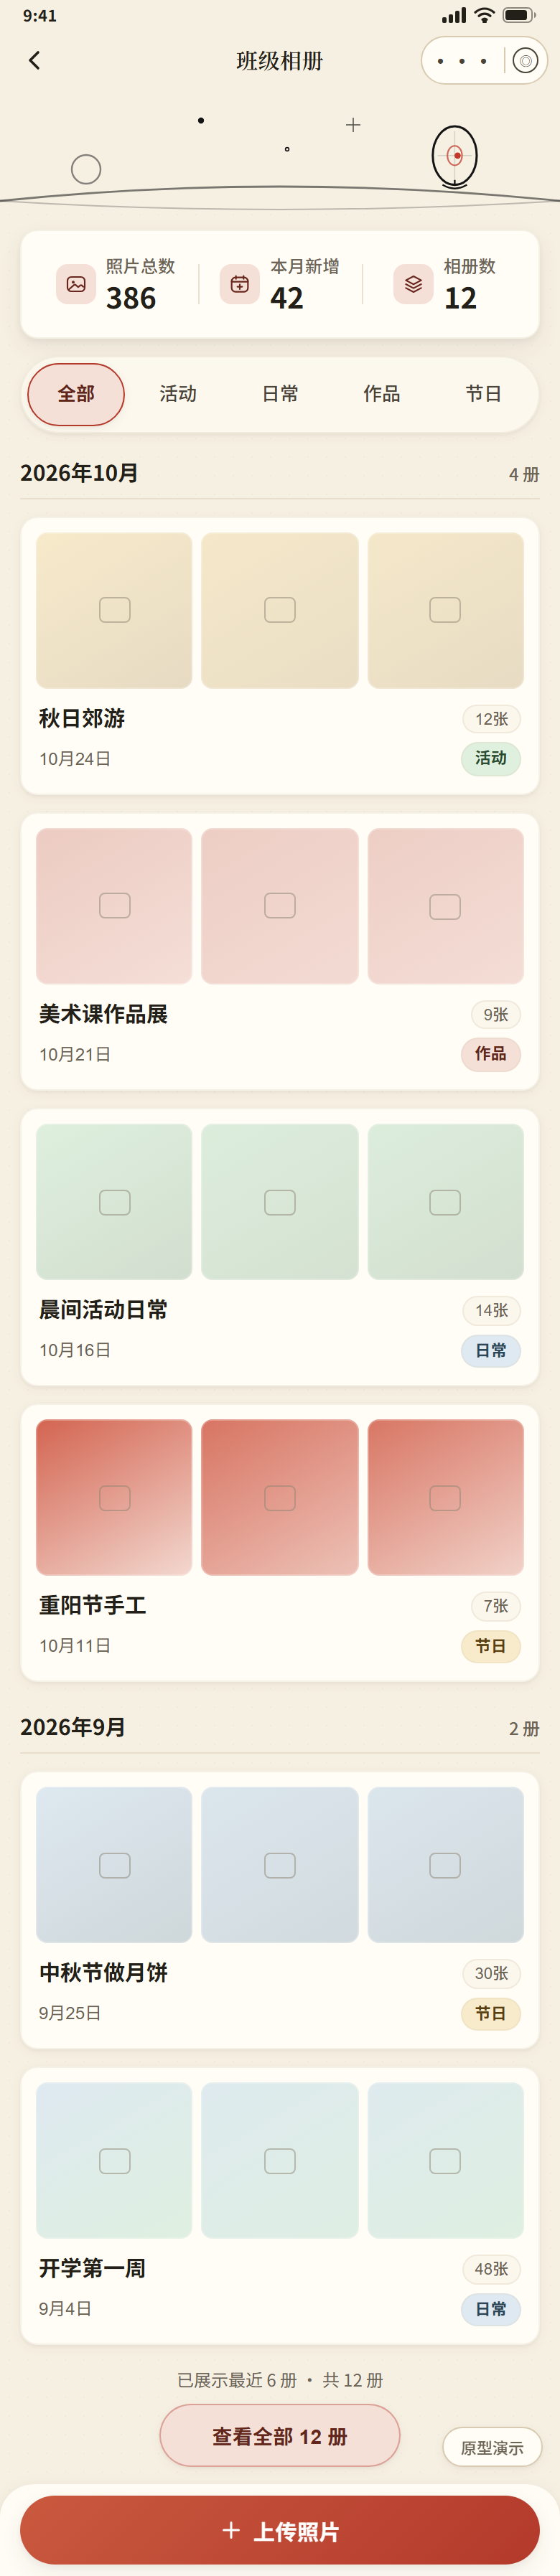 9:41
班级相册
照片总数
386
本月新增
42
相册数
12
全部
活动
日常
作品
节日
2026年10月
4 册
秋日郊游
12张
10月24日
活动
美术课作品展
9张
10月21日
作品
晨间活动日常
14张
10月16日
日常
重阳节手工
7张
10月11日
节日
2026年9月
2 册
中秋节做月饼
30张
9月25日
节日
开学第一周
48张
9月4日
日常
已展示最近 6 册 · 共 12 册
查看全部 12 册
原型演示
上传照片